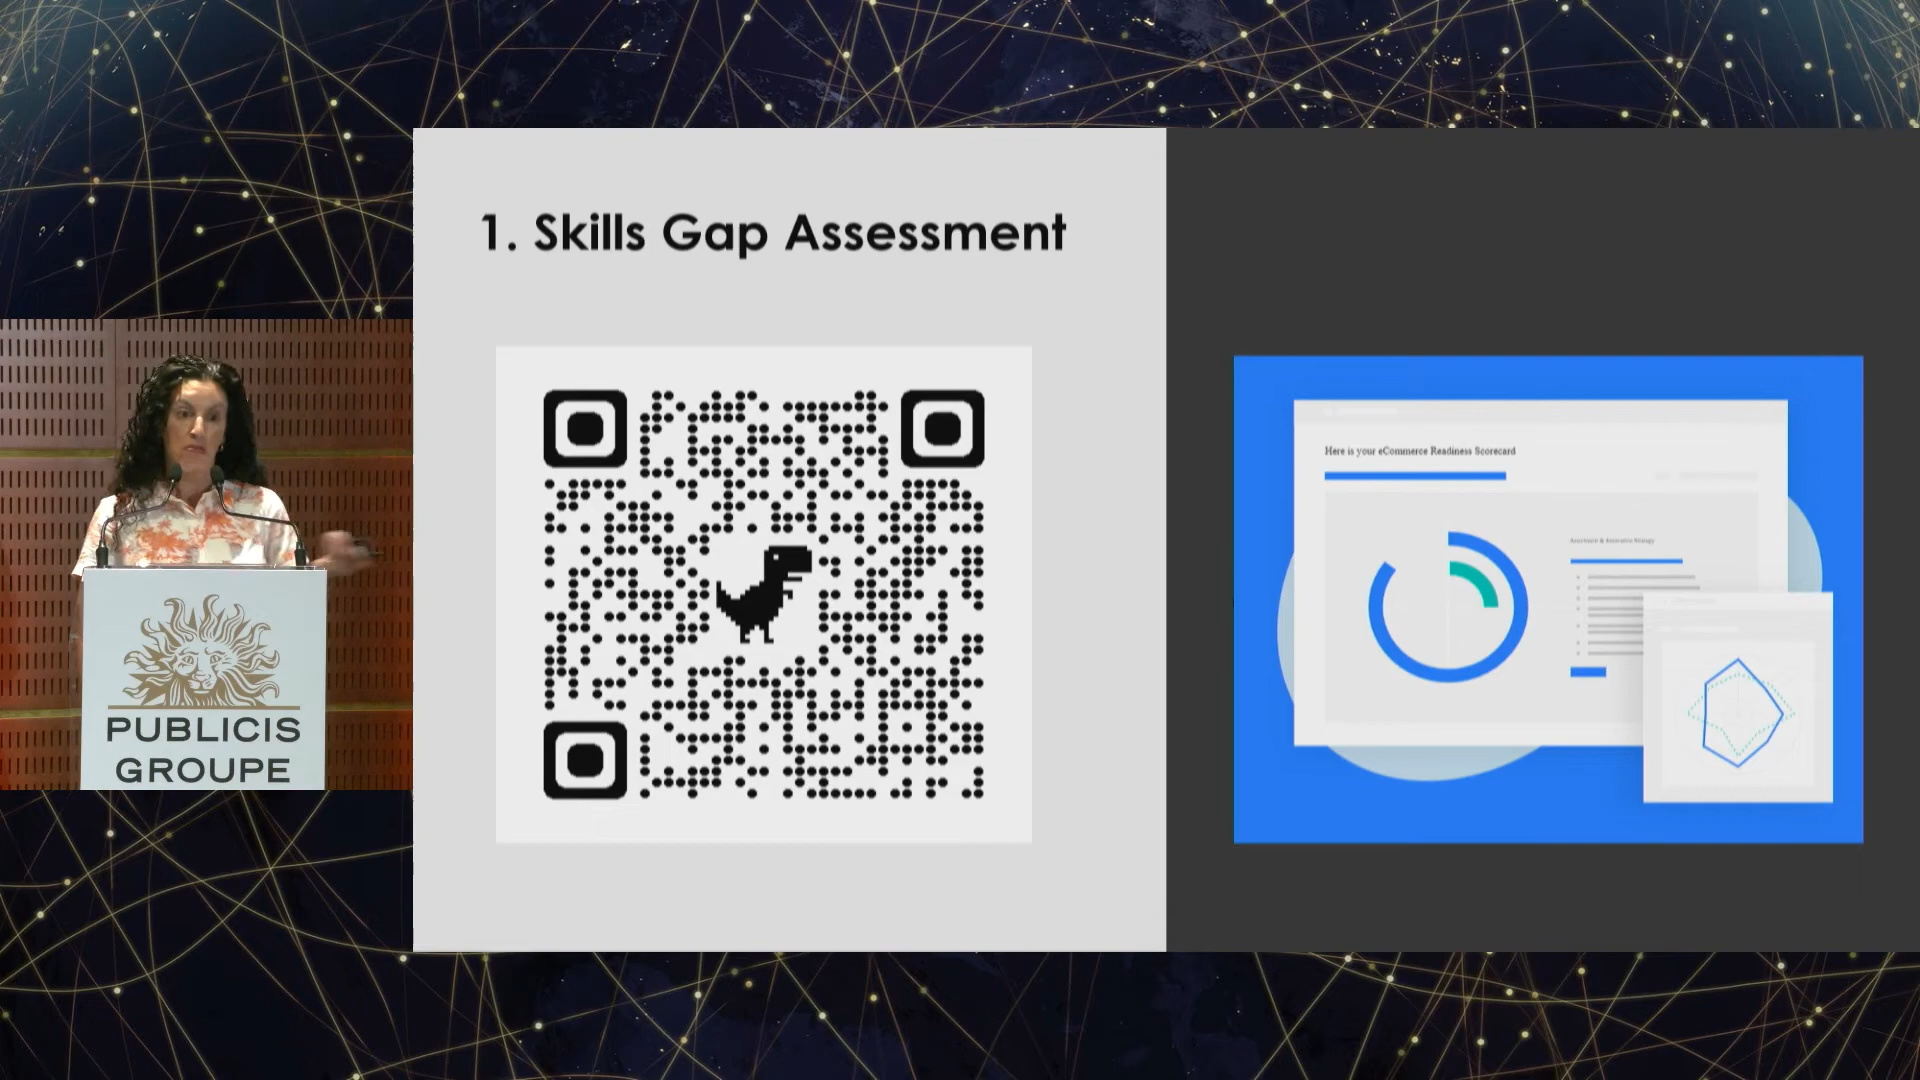 1. Skills Gap Assessment
Here is your eCommerce Readiness Scorecard
PUBLICIS
GROUPE